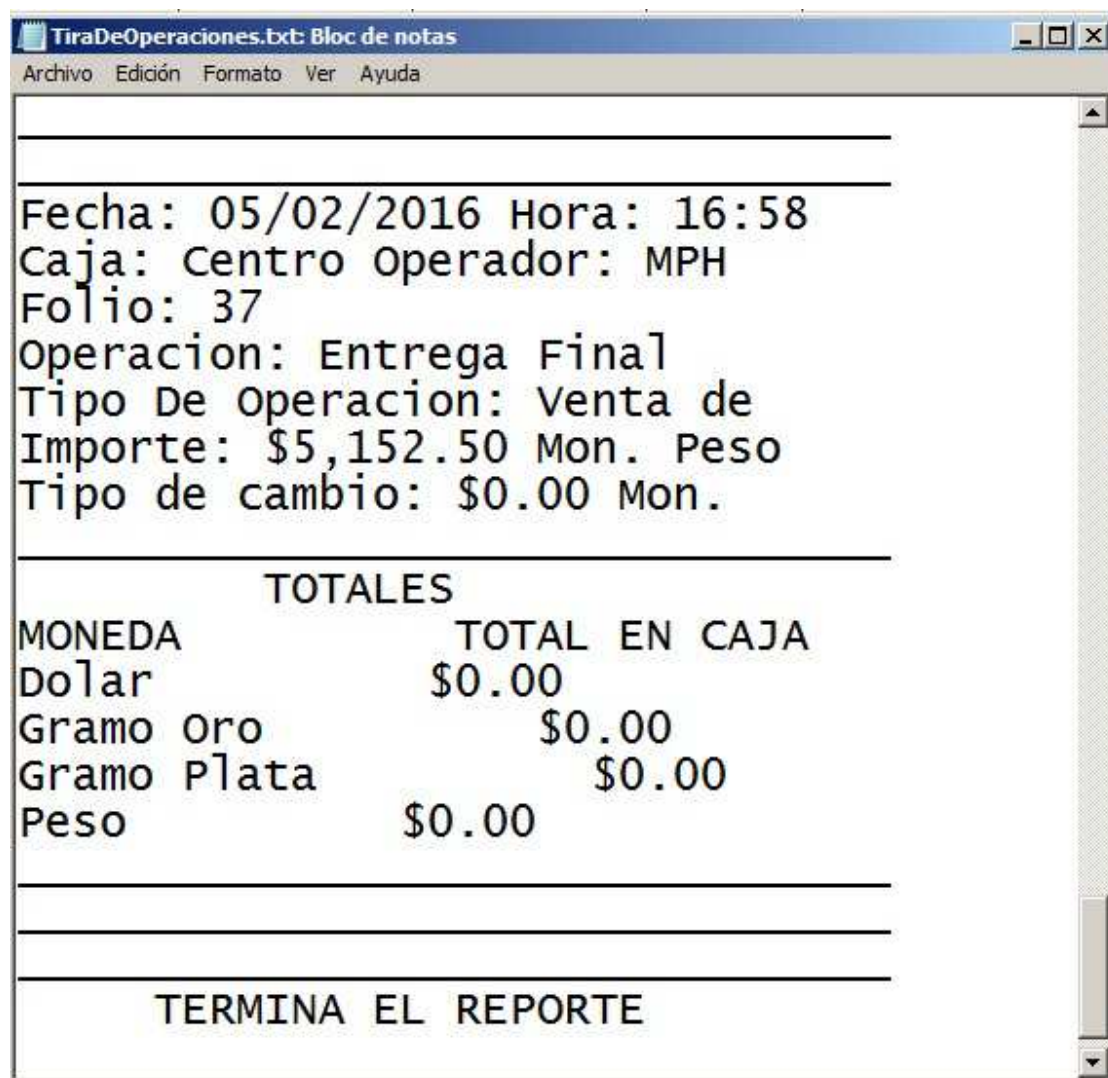 TiraDeOperaciones.txt: Bloc de notas
Archivo Edición Formato Ver Ayuda
Fecha: 05/02/2016 Hora: 16:58
Caja: Centro Operador: MPH
Folio: 37
Operacion: Entrega Final
Tipo De Operacion: Venta de
Importe: $5,152.50 Mon. Peso
Tipo de cambio: $0.00 Mon.
TOTALES
MONEDA TOTAL EN CAJA
Dolar $0.00
Gramo Oro $0.00
Gramo Plata $0.00
Peso $0.00
TERMINA EL REPORTE